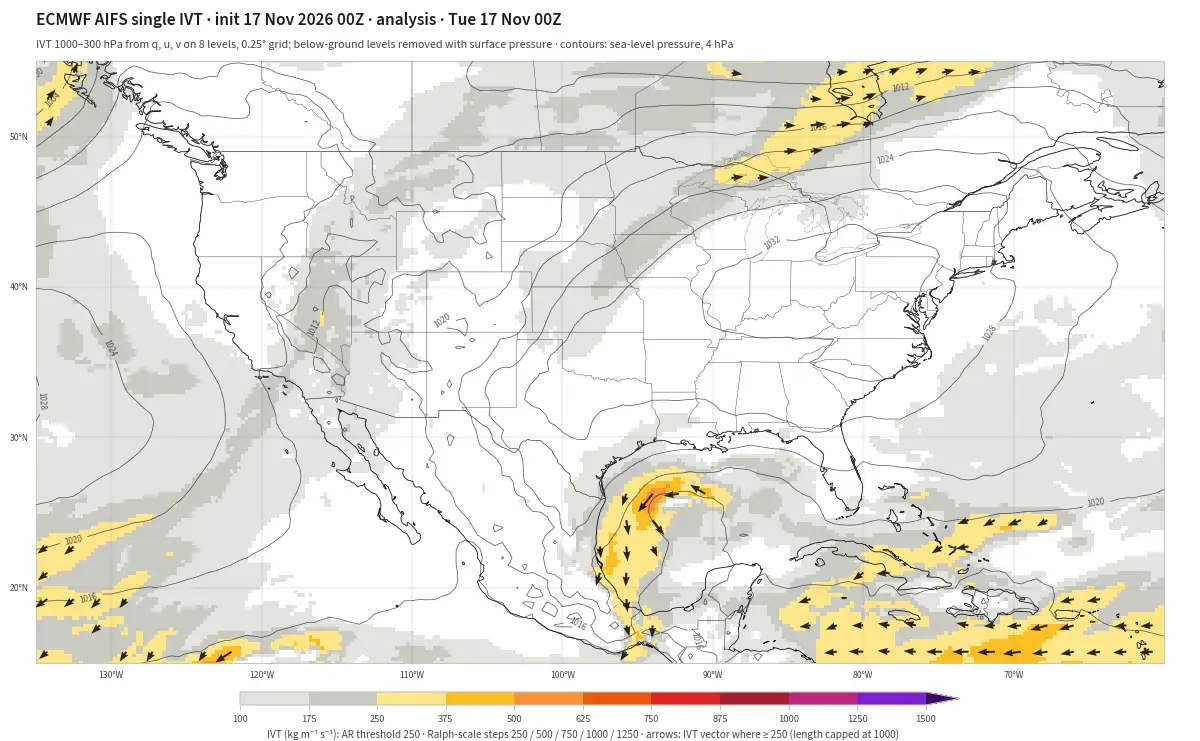 ECMWF AIFS single IVT · init 17 Nov 2026 00Z · analysis · Tue 17 Nov 00Z
IVT 1000–300 hPa from q, u, v on 8 levels, 0.25° grid; below-ground levels removed with surface pressure · contours: sea-level pressure, 4 hPa
1012
1016
1024
50°N
1032
40°N
1020
1012
1028
1024
1028
30°N
1020
1020
20°N
1016
1016
1016
130°W 120°W 110°W 100°W 90°W 80°W 70°W
100 175 250 375 500 625 750 875 1000 1250 1500
IVT (kg m⁻¹ s⁻¹): AR threshold 250 · Ralph-scale steps 250 / 500 / 750 / 1000 / 1250 · arrows: IVT vector where ≥ 250 (length capped at 1000)